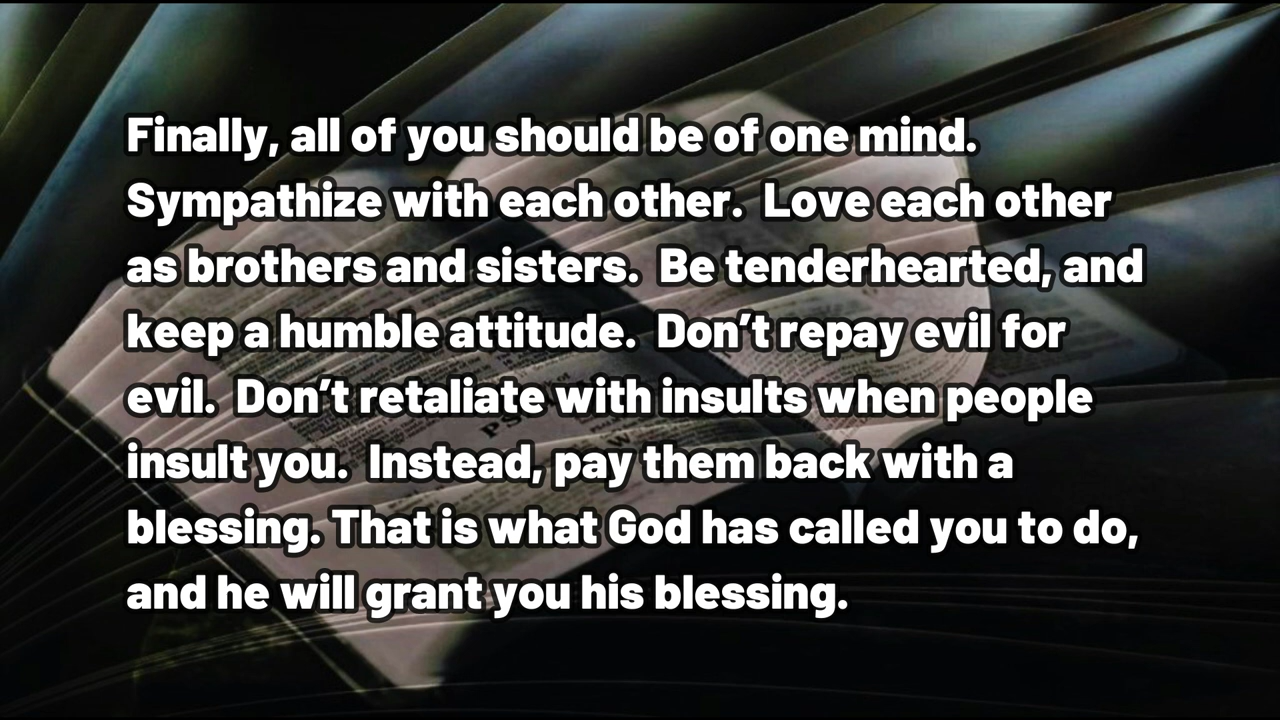 Finally, all of you should be of one mind.
Sympathize with each other.  Love each other
as brothers and sisters.  Be tenderhearted, and
keep a humble attitude.  Don’t repay evil for
evil.  Don’t retaliate with insults when people
insult you.  Instead, pay them back with a
blessing. That is what God has called you to do,
and he will grant you his blessing.